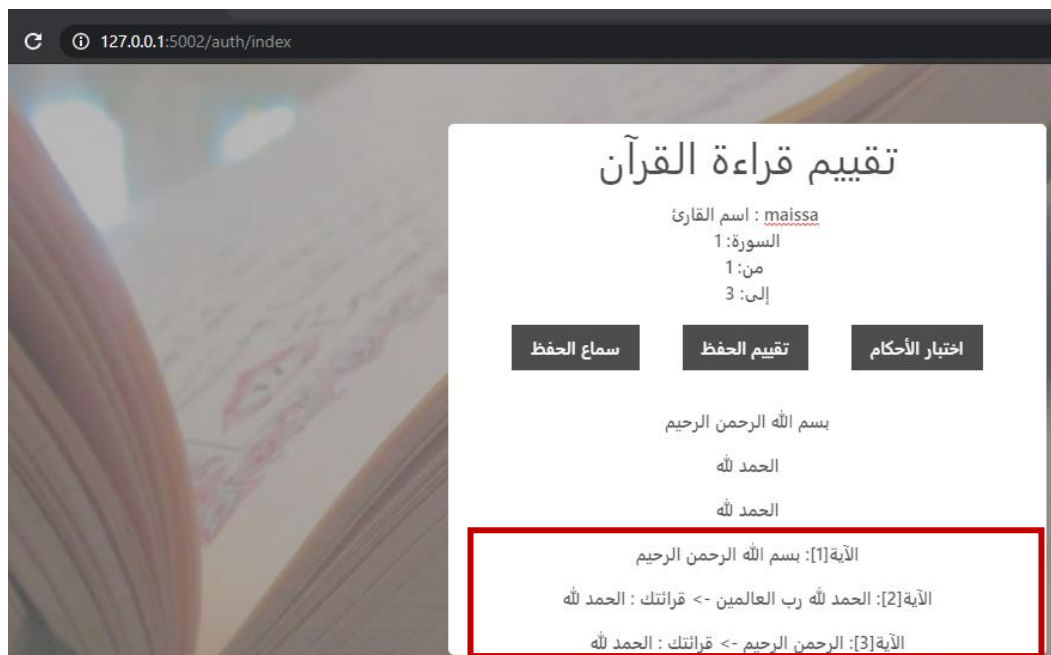 127.0.0.1:5002/auth/index
تقييم قراءة القرآن
maissa : اسم القارئ
السورة: 1
من: 1
إلى: 3
اختبار الأحكام
تقييم الحفظ
سماع الحفظ
بسم الله الرحمن الرحيم
الحمد لله
الحمد لله
الآية[1]: بسم الله الرحمن الرحيم
الآية[2]: الحمد لله رب العالمين -> قرائتك : الحمد لله
الآية[3]: الرحمن الرحيم -> قرائتك : الحمد لله